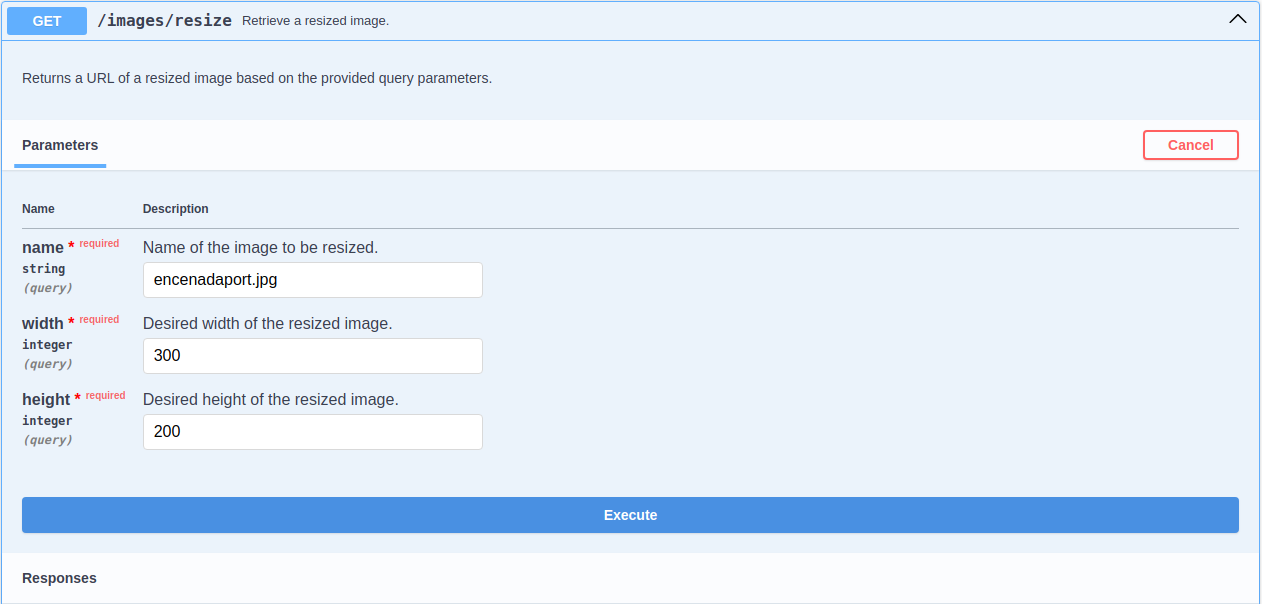 GET /images/resize Retrieve a resized image.
Returns a URL of a resized image based on the provided query parameters.
Parameters Cancel
Name Description
name * required Name of the image to be resized.
string
(query)
encenadaport.jpg
width * required Desired width of the resized image.
integer
(query)
300
height * required Desired height of the resized image.
integer
(query)
200
Execute
Responses